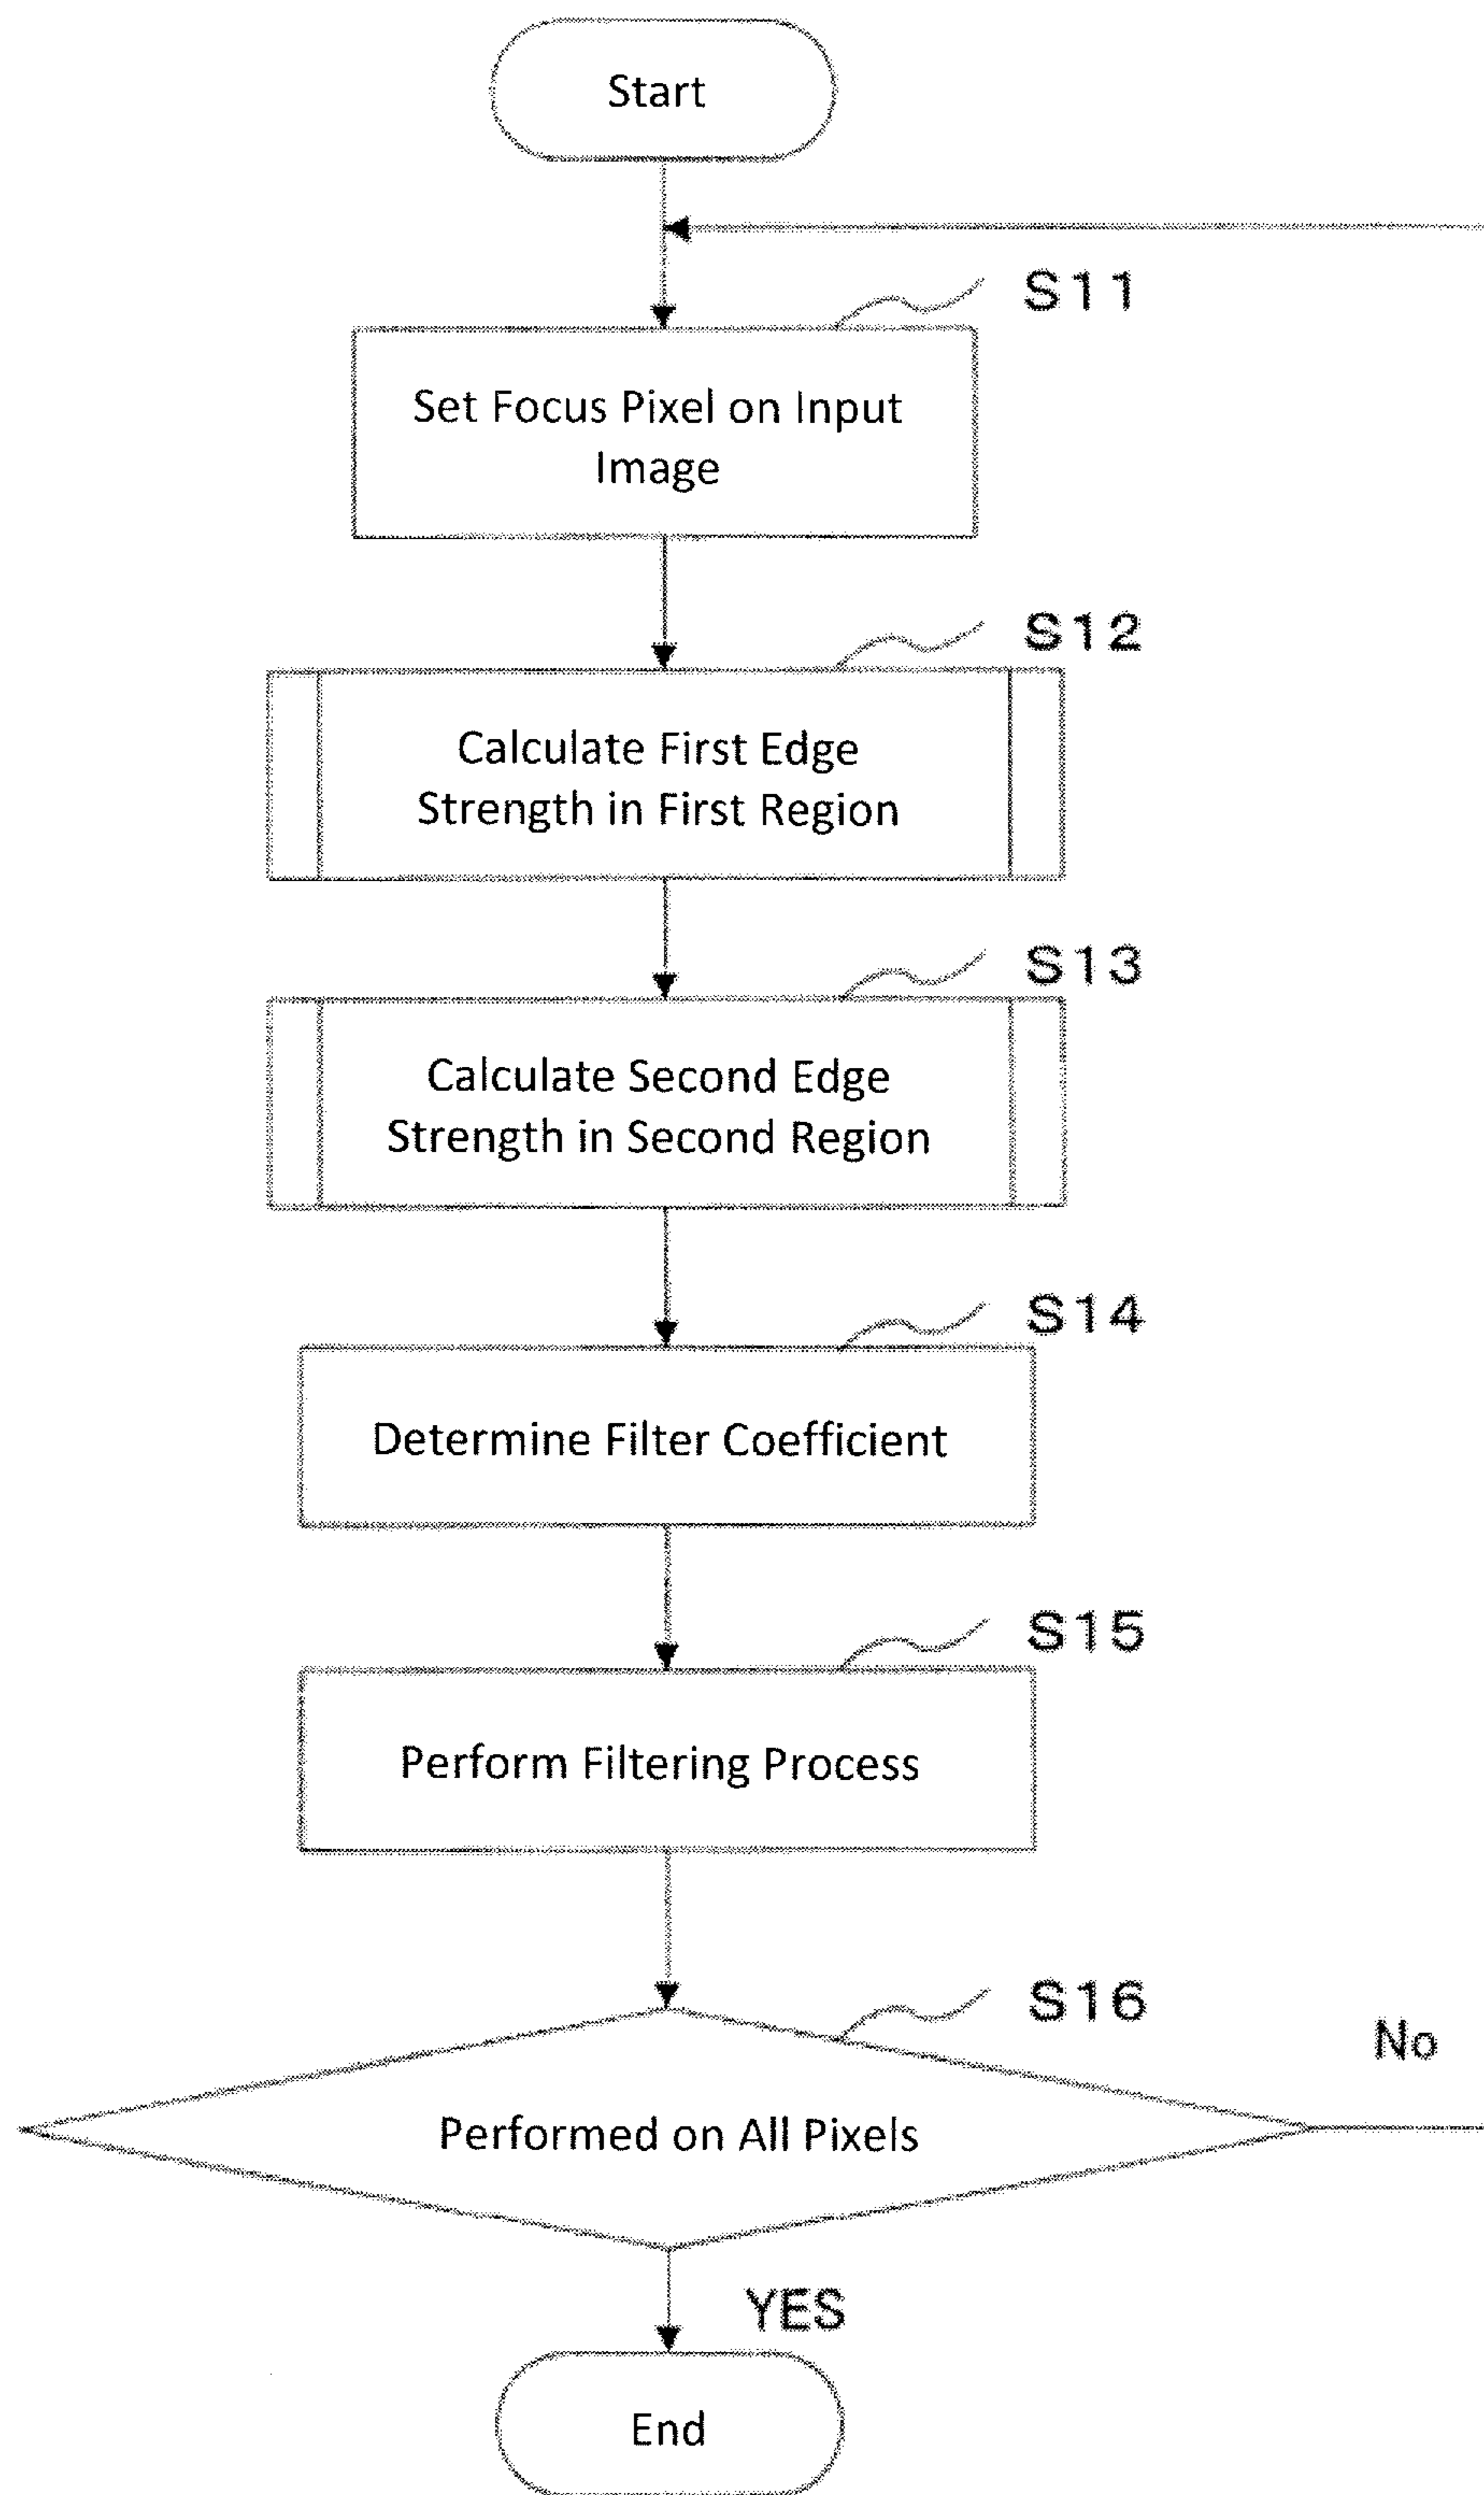 Start
S11
Set Focus Pixel on Input
Image
S12
Calculate First Edge
Strength in First Region
S13
Calculate Second Edge
Strength in Second Region
S14
Determine Filter Coefficient
S15
Perform Filtering Process
S16
No
Performed on All Pixels
YES
End